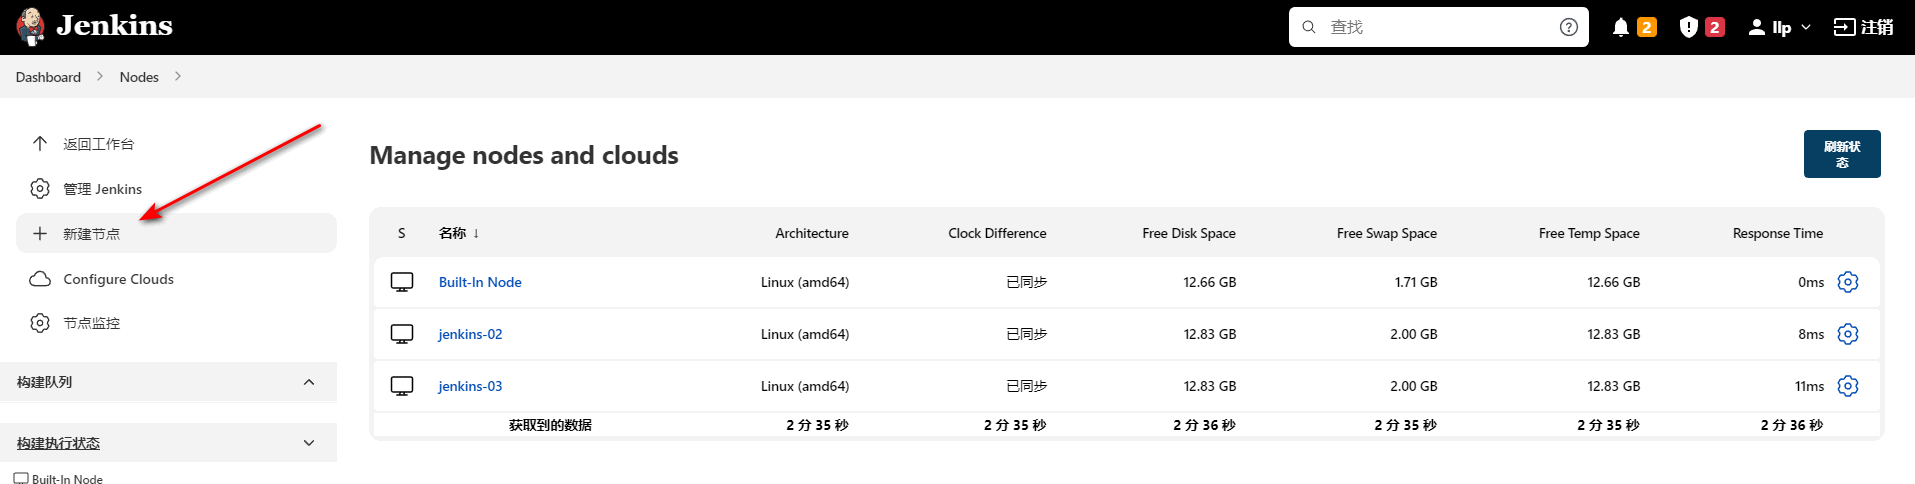 Jenkins
查找
2
2
llp
注销
Dashboard
Nodes
返回工作台
管理 Jenkins
新建节点
Configure Clouds
节点监控
构建队列
构建执行状态
Built-In Node
Manage nodes and clouds
刷新状
态
S 名称 ↓ Architecture Clock Difference Free Disk Space Free Swap Space Free Temp Space Response Time
Built-In Node Linux (amd64) 已同步 12.66 GB 1.71 GB 12.66 GB 0ms
jenkins-02 Linux (amd64) 已同步 12.83 GB 2.00 GB 12.83 GB 8ms
jenkins-03 Linux (amd64) 已同步 12.83 GB 2.00 GB 12.83 GB 11ms
获取到的数据 2 分 35 秒 2 分 35 秒 2 分 36 秒 2 分 35 秒 2 分 35 秒 2 分 36 秒